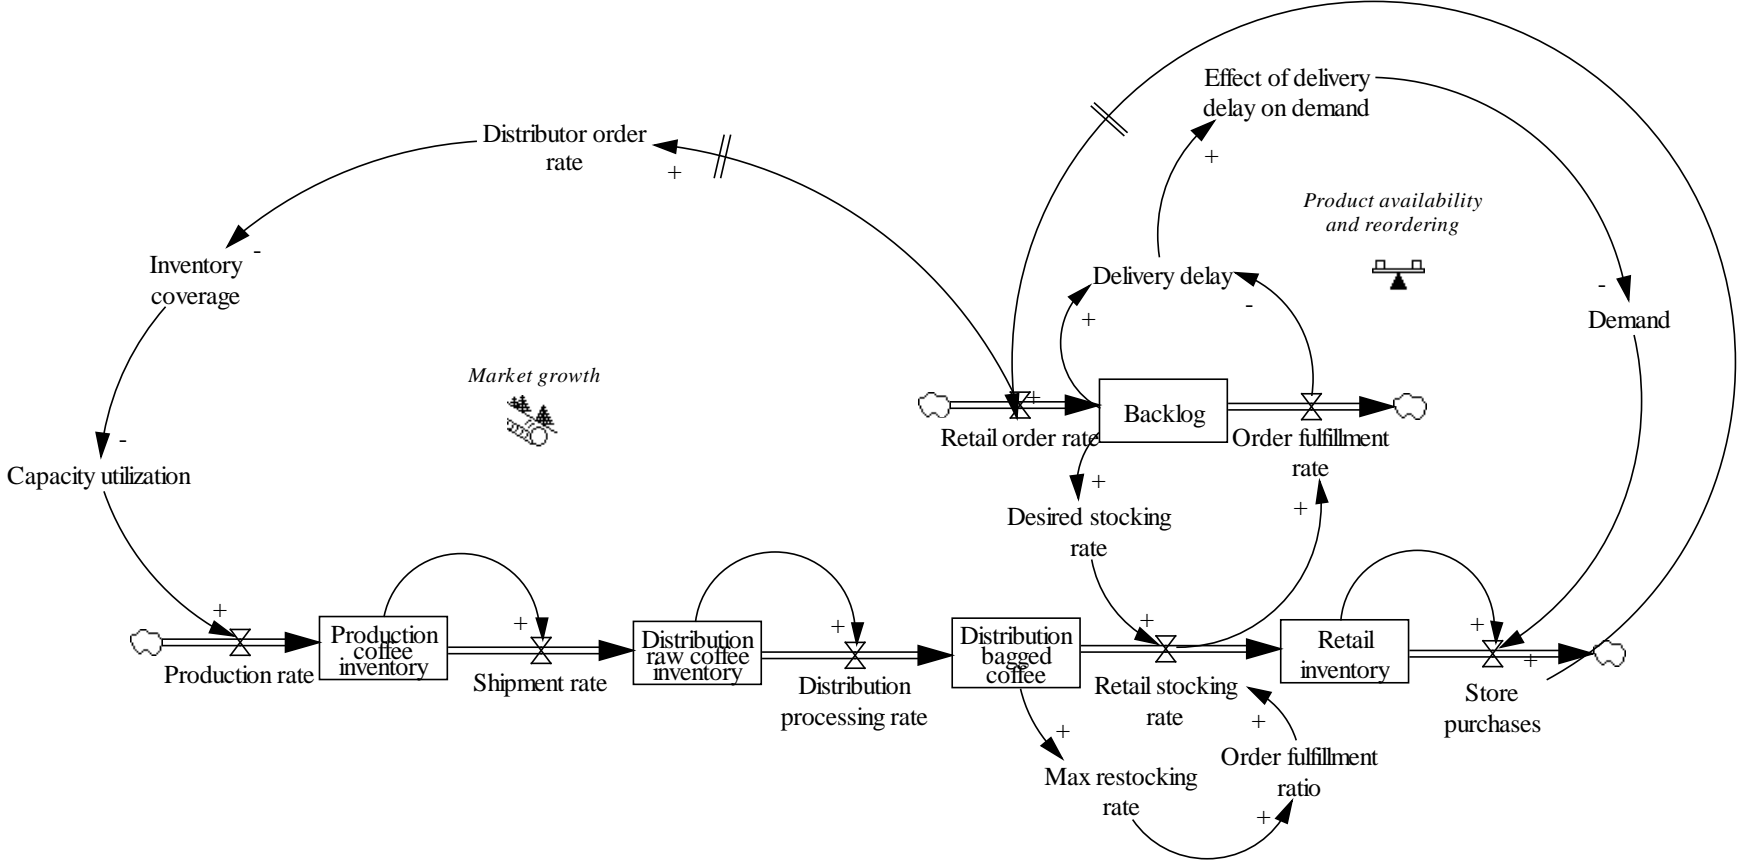 Effect of delivery
delay on demand
Distributor order
rate
+
+
Product availability
and reordering
Inventory
coverage
-
Delivery delay
-
-
+
Demand
Market growth
+
Backlog
Retail order rate
Order fulfillment
rate
-
Capacity utilization
+
+
Desired stocking
rate
+
+
+
+
+
Production
coffee
inventory
Distribution
raw coffee
inventory
Distribution
bagged
coffee
Retail
inventory
+
Production rate
Shipment rate
Distribution
processing rate
Retail stocking
rate
Store
purchases
+
+
Order fulfillment
ratio
Max restocking
rate
+